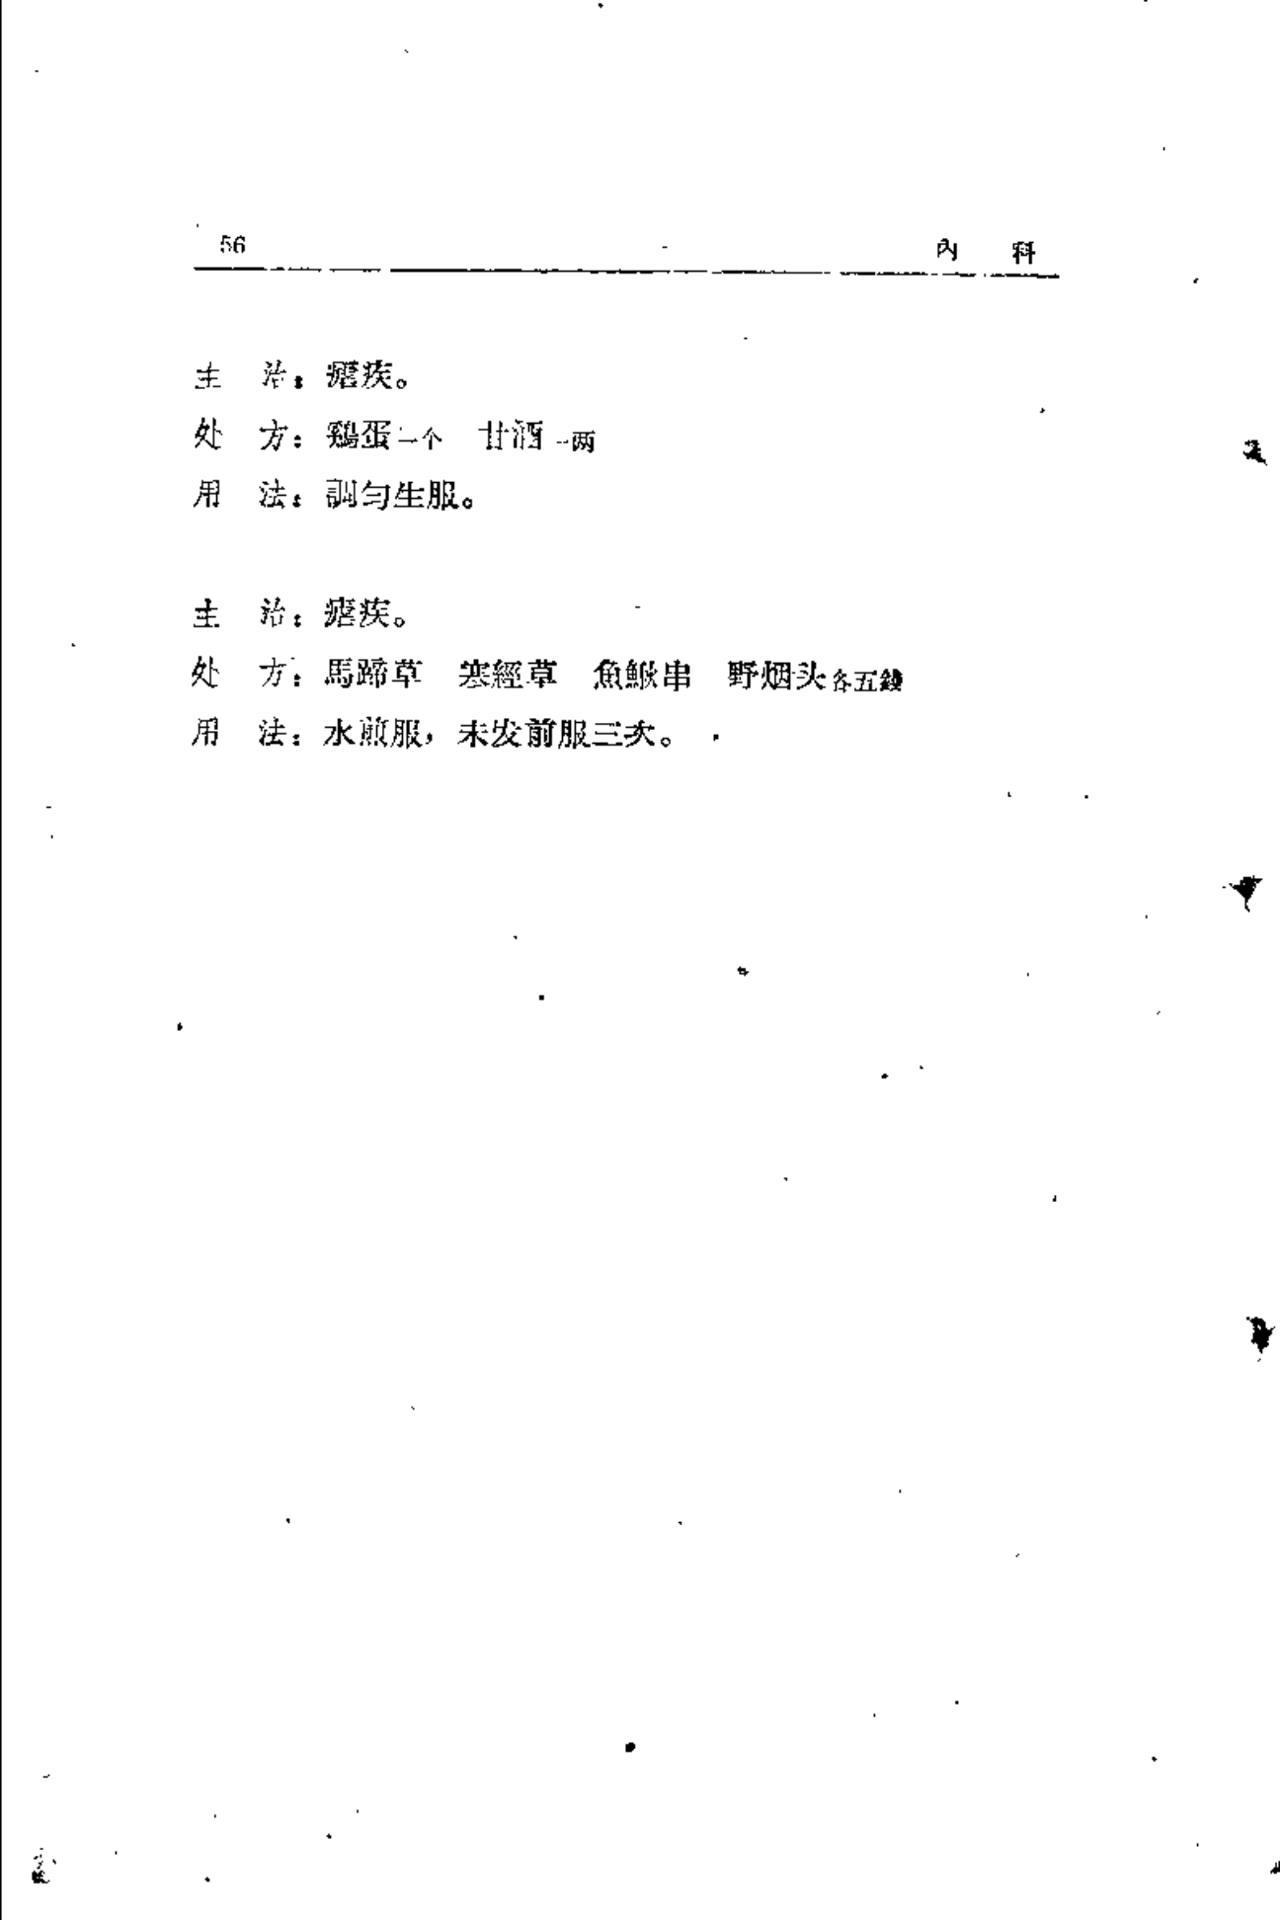 56 內 科
主 治：瘧疾。
处 方：鷄蛋一个 甘酒一两
用 法：調匀生服。
主 治：瘧疾。
处 方：馬蹄草 寒經草 魚鰍串 野烟头各五錢
用 法：水煎服，未发前服三次。